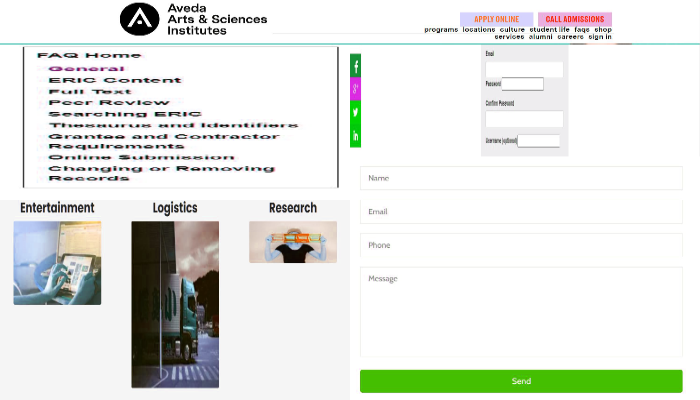 Aveda
Arts & Sciences
Institutes
APPLY ONLINE
CALL ADMISSIONS
programs locations culture student life faqs shop
services alumni careers sign in
FAQ Home
General
ERIC Content
Full Text
Peer Review
Searching ERIC
Thesaurus and Identifiers
Grantee and Contractor
Requirements
Online Submission
Changing or Removing
Records
Email
Password
Confirm Password
Username (optional)
Entertainment
Logistics
Research
Name
Email
Phone
Message
Send